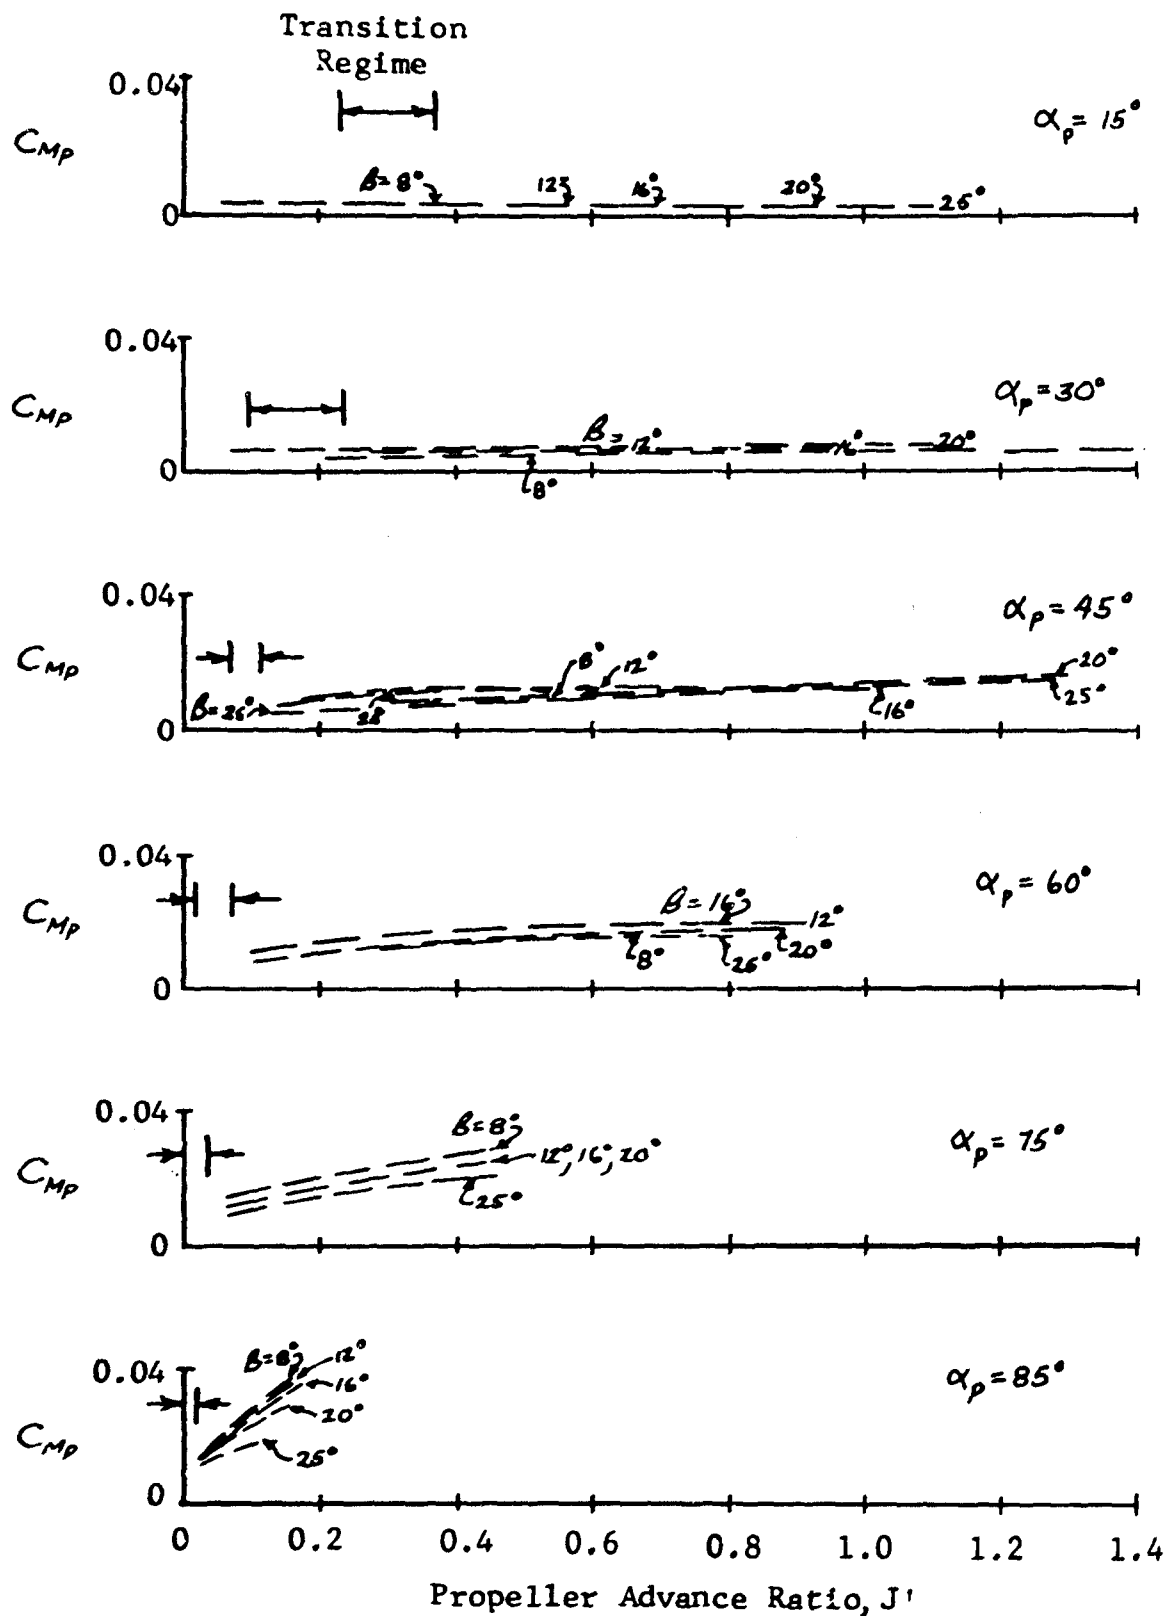 Transition
Regime
0.04
C_Mp
α_p = 15°
β = 8° 12° 16° 20° 25°
0
0.04
C_Mp
α_p = 30°
β = 12° 16° 20°
0
8°
0.04
C_Mp
α_p = 45°
8° 12° 20°
β = 25° 16° 25°
0
0.04
C_Mp
α_p = 60°
β = 16° 12°
8° 25° 20°
0
0.04
C_Mp
α_p = 75°
β = 8°
12°, 16°, 20°
25°
0
0.04
C_Mp
α_p = 85°
β = 8° 12°
16°
20°
25°
0
0 0.2 0.4 0.6 0.8 1.0 1.2 1.4
Propeller Advance Ratio, J'